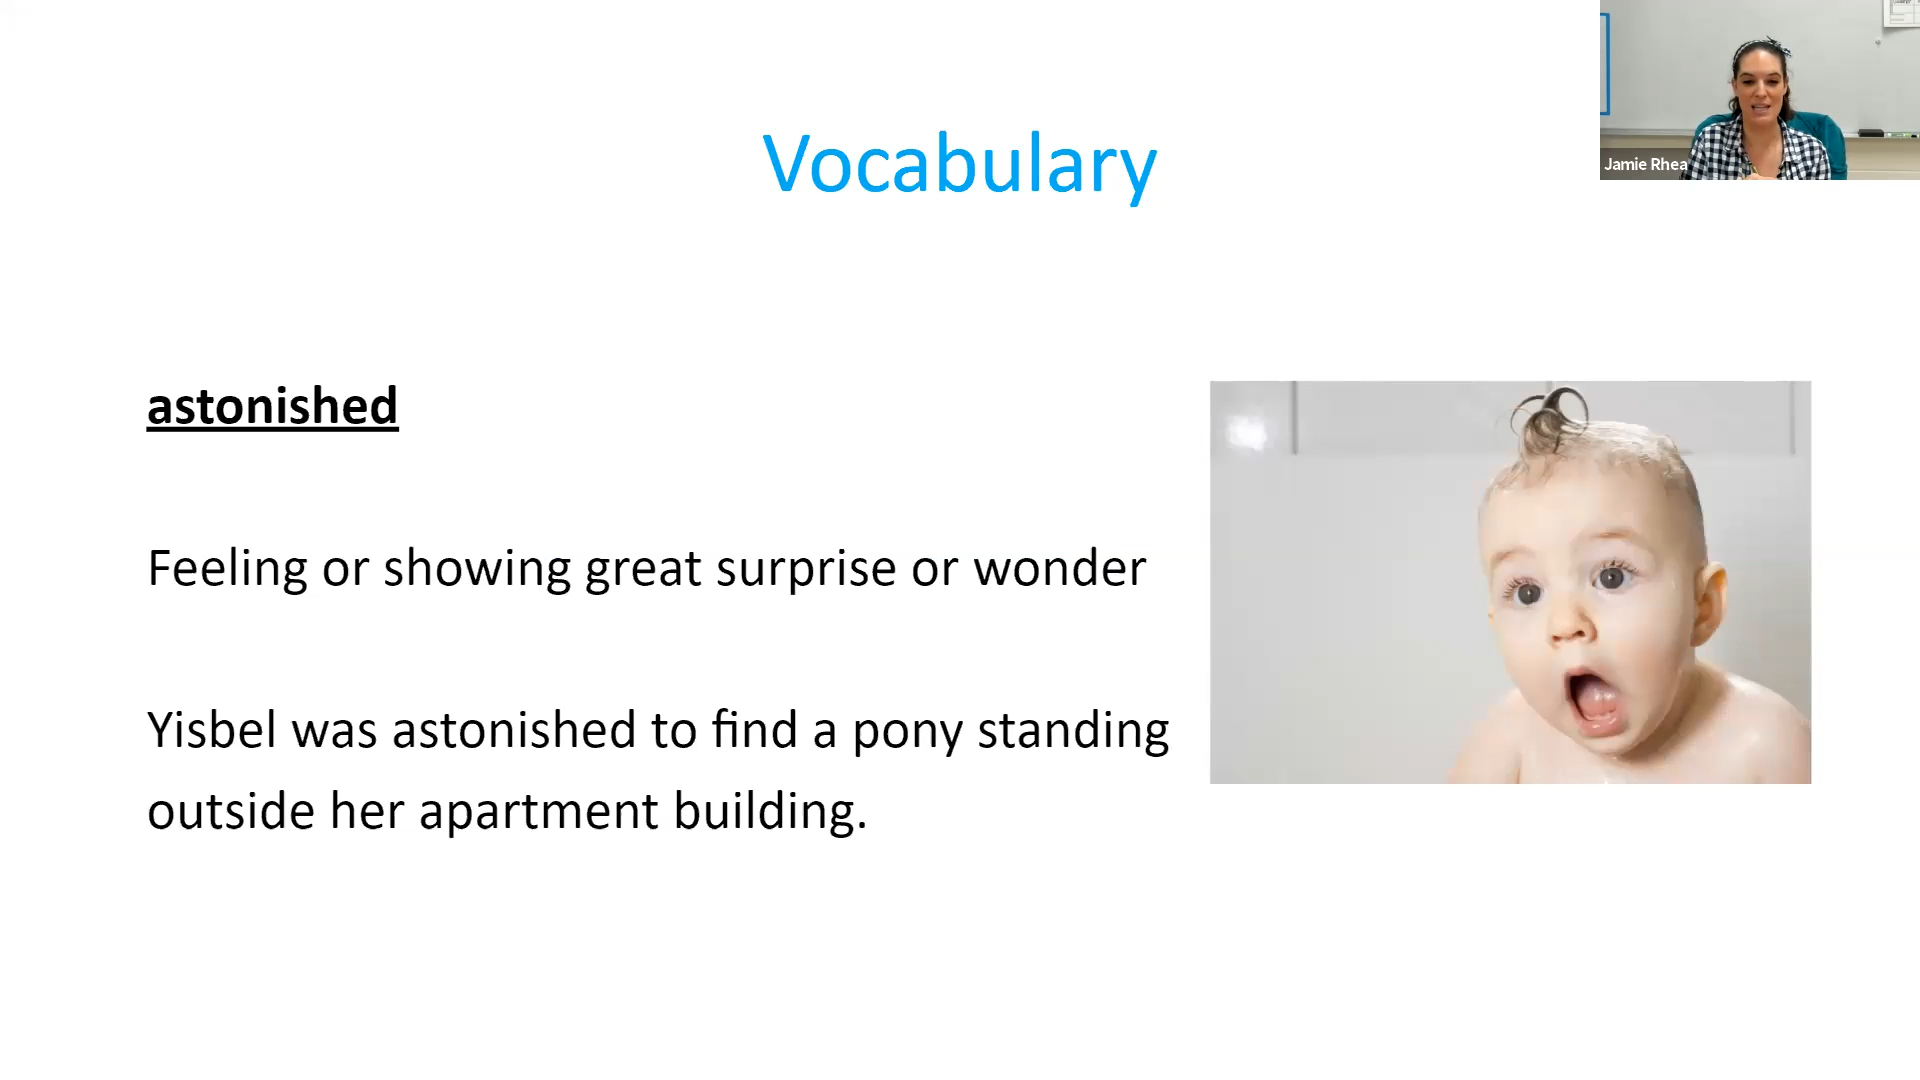 Vocabulary
Jamie Rhea
astonished
Feeling or showing great surprise or wonder
Yisbel was astonished to find a pony standing
outside her apartment building.